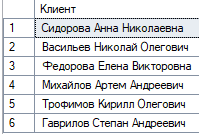 Клиент
1 Сидорова Анна Николаевна
2 Васильев Николай Олегович
3 Федорова Елена Викторовна
4 Михайлов Артем Андреевич
5 Трофимов Кирилл Олегович
6 Гаврилов Степан Андреевич